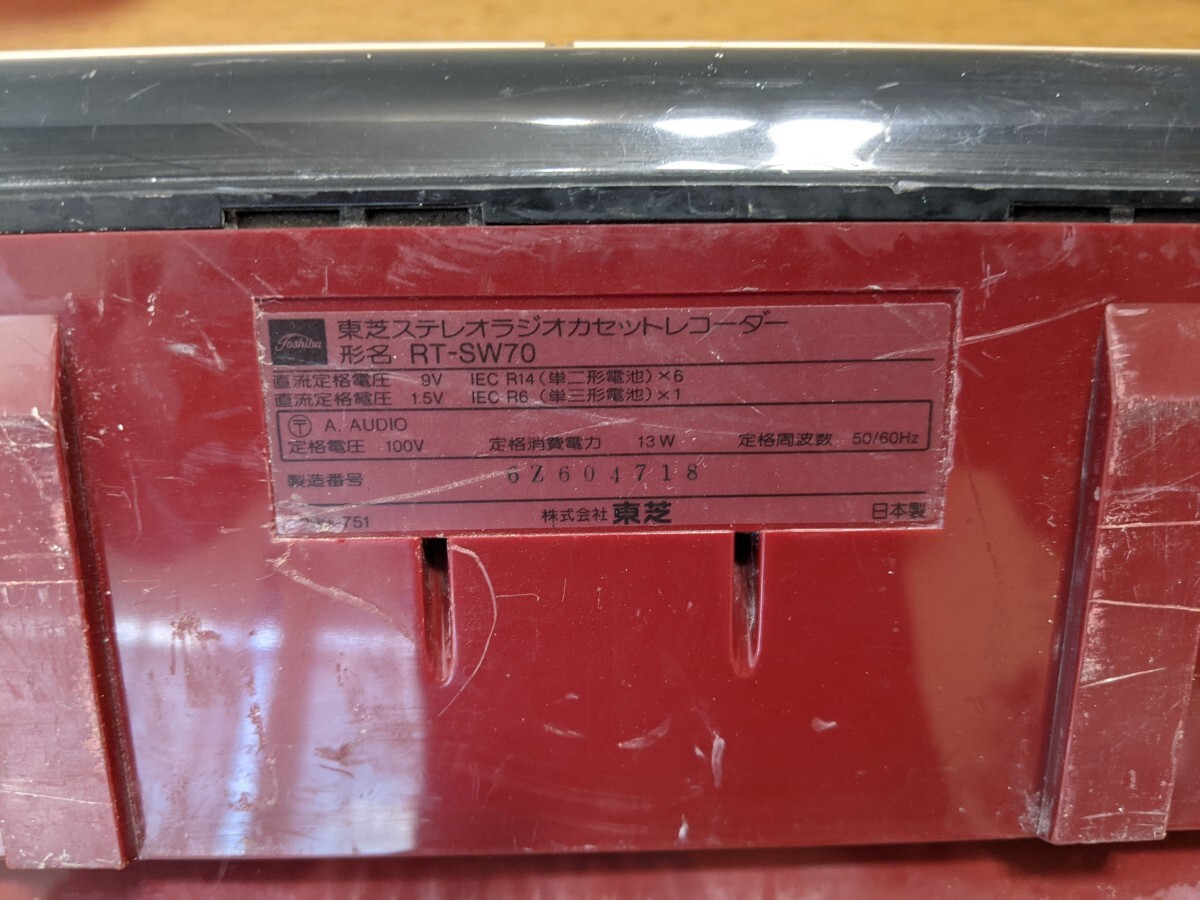 Toshiba
東芝ステレオラジオカセットレコーダー
形名 RT-SW70
直流定格電圧 9V IEC R14 (単二形電池)×6
直流定格電圧 1.5V IEC R6 (単三形電池)×1
〒 A. AUDIO
定格電圧 100V 定格消費電力 13W 定格周波数 50/60Hz
製造番号 6Z604718
751 株式会社 東芝 日本製